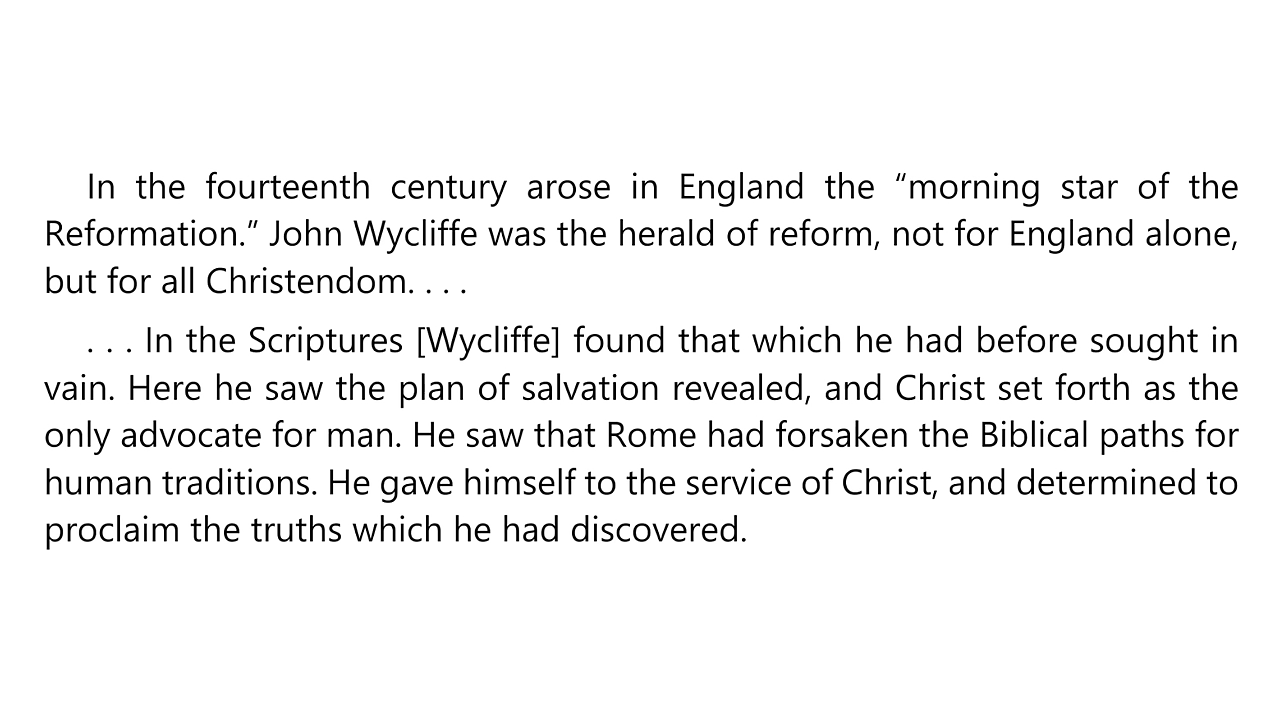 In the fourteenth century arose in England the “morning star of the
Reformation.” John Wycliffe was the herald of reform, not for England alone,
but for all Christendom. . . .
. . . In the Scriptures [Wycliffe] found that which he had before sought in
vain. Here he saw the plan of salvation revealed, and Christ set forth as the
only advocate for man. He saw that Rome had forsaken the Biblical paths for
human traditions. He gave himself to the service of Christ, and determined to
proclaim the truths which he had discovered.